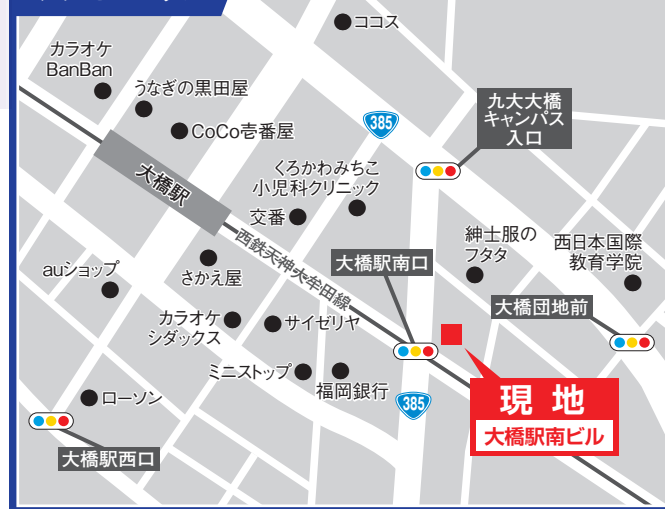 ココス
カラオケ
BanBan
うなぎの黒田屋
CoCo壱番屋
385
九大大橋
キャンパス
入口
大橋駅
くろかわみちこ
小児科クリニック
交番
西鉄天神大牟田線
紳士服の
フタタ
西日本国際
教育学院
auショップ
さかえ屋
大橋駅南口
大橋団地前
カラオケ
シダックス
サイゼリヤ
ミニストップ
福岡銀行
385
現地
大橋駅南ビル
ローソン
大橋駅西口